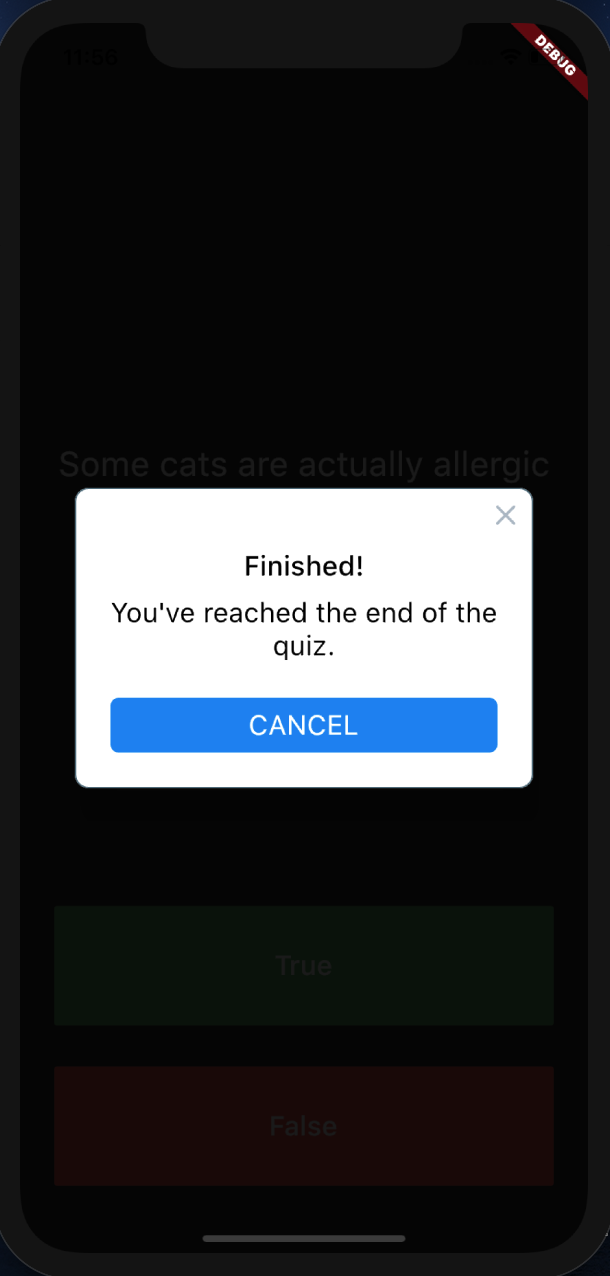 11:56
DEBUG
Some cats are actually allergic
Finished!
You've reached the end of the
quiz.
CANCEL
True
False